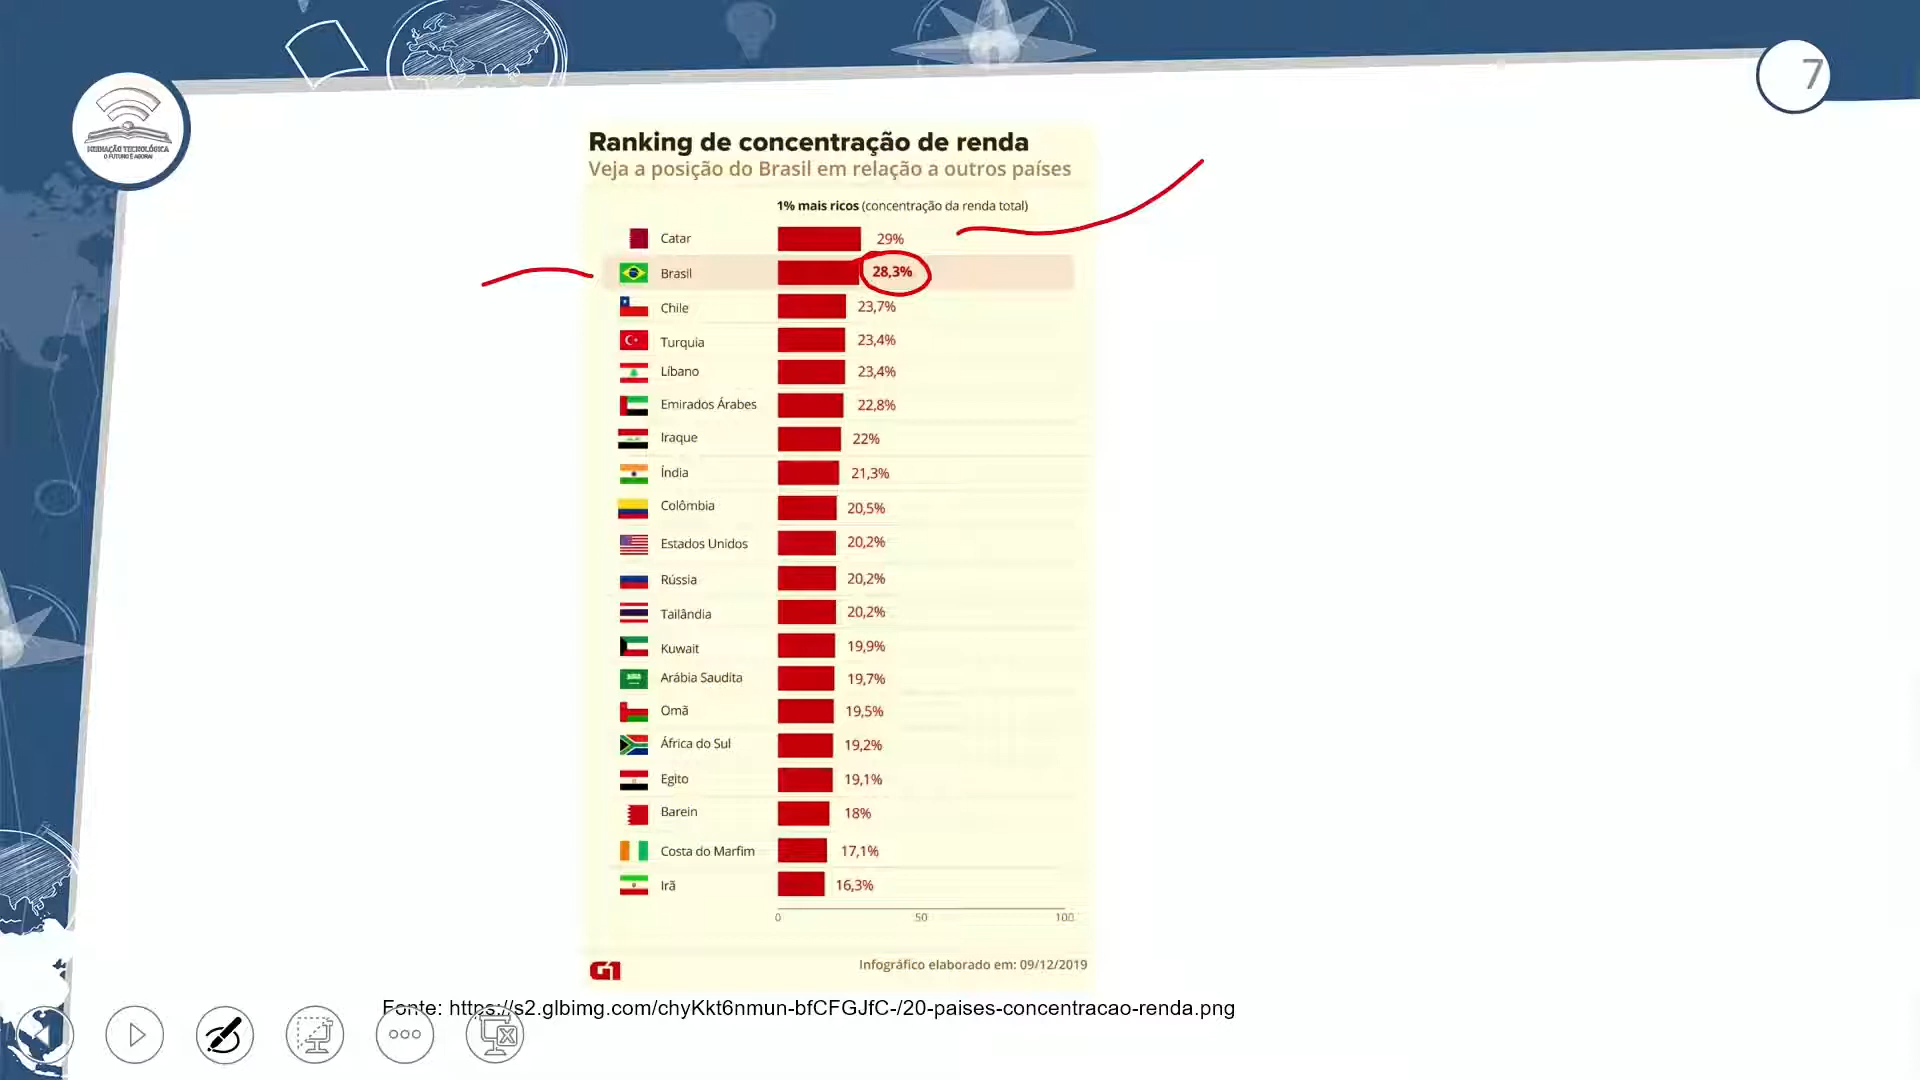 7
MEDIAÇÃO TECNOLÓGICA
O FUTURO É AGORA!
Ranking de concentração de renda
Veja a posição do Brasil em relação a outros países
1% mais ricos (concentração da renda total)
Catar 29%
Brasil 28,3%
Chile 23,7%
Turquia 23,4%
Líbano 23,4%
Emirados Árabes 22,8%
Iraque 22%
Índia 21,3%
Colômbia 20,5%
Estados Unidos 20,2%
Rússia 20,2%
Tailândia 20,2%
Kuwait 19,9%
Arábia Saudita 19,7%
Omã 19,5%
África do Sul 19,2%
Egito 19,1%
Barein 18%
Costa do Marfim 17,1%
Irã 16,3%
0 50 100
G1
Infográfico elaborado em: 09/12/2019
Fonte: https://s2.glbimg.com/chyKkt6nmun-bfCFGJfC-/20-paises-concentracao-renda.png